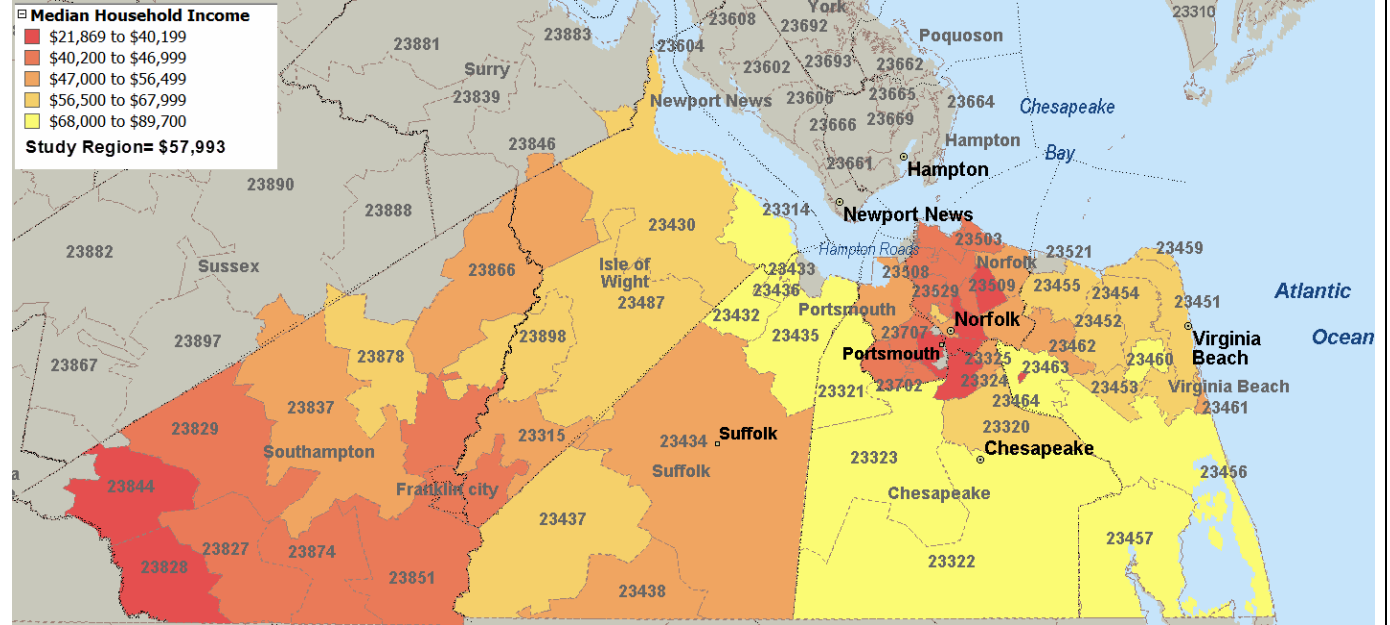 Median Household Income
$21,869 to $40,199
$40,200 to $46,999
$47,000 to $56,499
$56,500 to $67,999
$68,000 to $89,700
Study Region= $57,993
York
23608
23692
23310
23883
23881
23604
Poquoson
Surry
23602
23693
23662
23839
Newport News
23606
23665
23664
Chesapeake
23666
23669
23846
Hampton
Bay
23661
Hampton
23890
23888
23314
Newport News
23430
23882
Hampton Roads
23503
23521
23459
Sussex
23866
Isle of
Wight
23433
23508
Norfolk
23436
23529
23509
23455
23454
Atlantic
23487
23451
Portsmouth
23432
Norfolk
23452
Ocean
23898
23435
23707
Virginia
Beach
23897
Portsmouth
23462
23878
23325
23463
23460
23867
23702
23324
23453
Virginia Beach
23321
23464
23461
23837
23829
23315
23434
Suffolk
23320
Southampton
Chesapeake
23323
Suffolk
23456
a
23844
Franklin city
Chesapeake
23437
23457
23827
23874
23322
23828
23851
23438